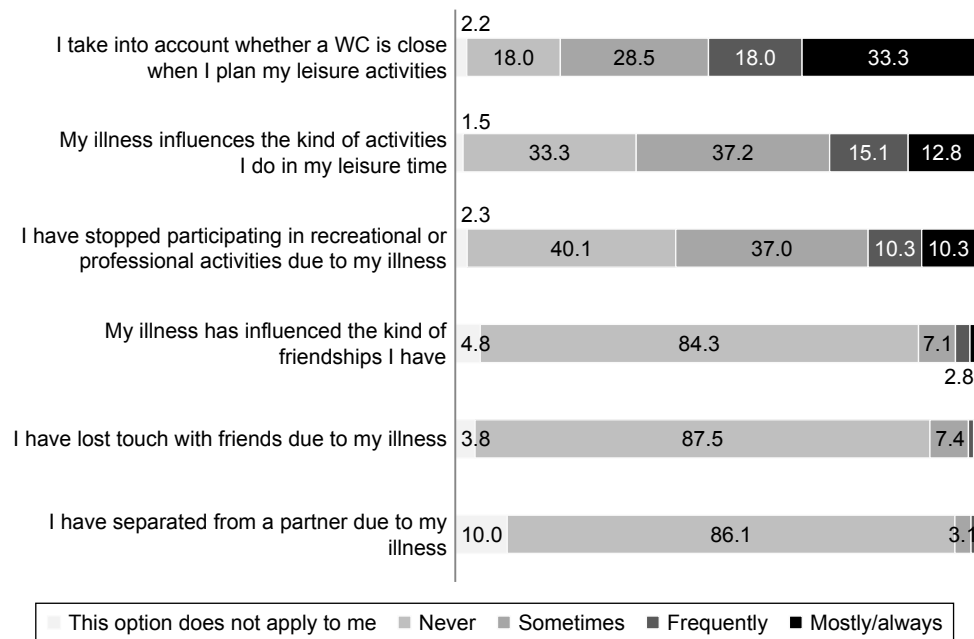 2.2
I take into account whether a WC is close
when I plan my leisure activities
18.0 28.5 18.0 33.3
1.5
My illness influences the kind of activities
I do in my leisure time
33.3 37.2 15.1 12.8
2.3
I have stopped participating in recreational or
professional activities due to my illness
40.1 37.0 10.3 10.3
My illness has influenced the kind of
friendships I have
4.8 84.3 7.1
2.8
I have lost touch with friends due to my illness 3.8 87.5 7.4
I have separated from a partner due to my
illness
10.0 86.1 3.1
This option does not apply to me Never Sometimes Frequently Mostly/always